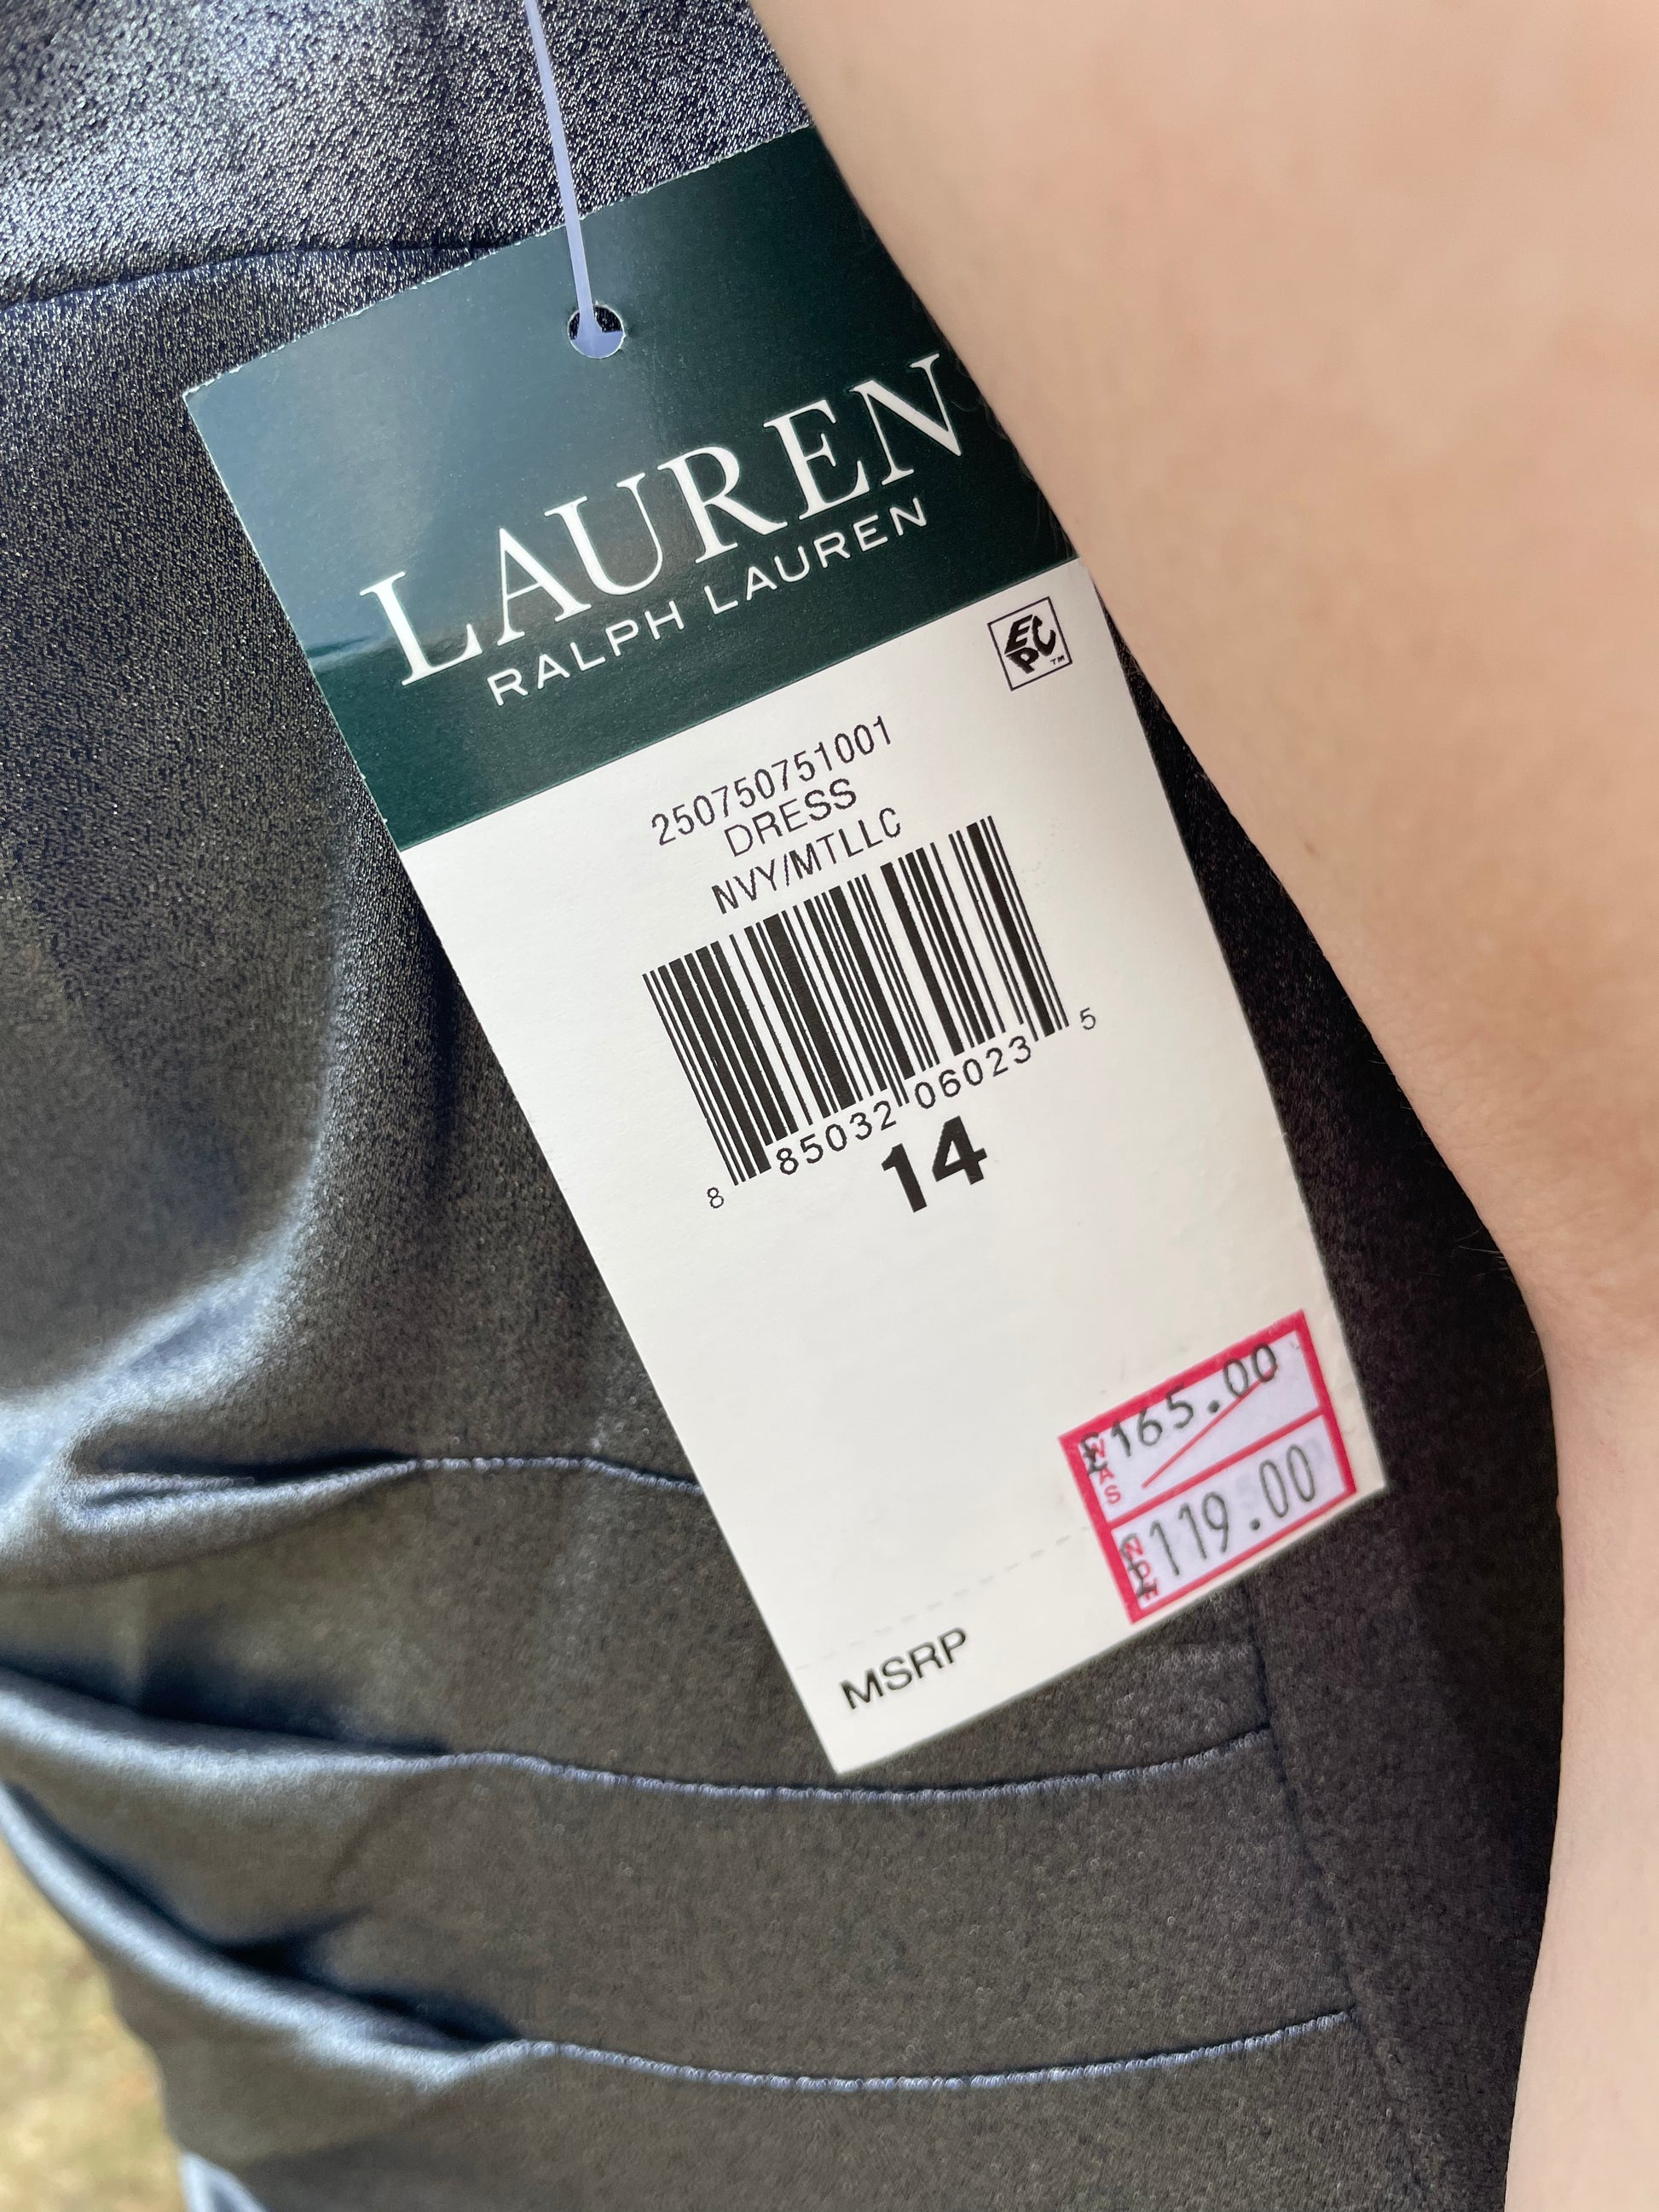 LAUREN
RALPH LAUREN
EPC™
250750751001
DRESS
NVY/MTLLC
8 85032 06023 5
14
WAS £165.00
NOW £119.00
MSRP